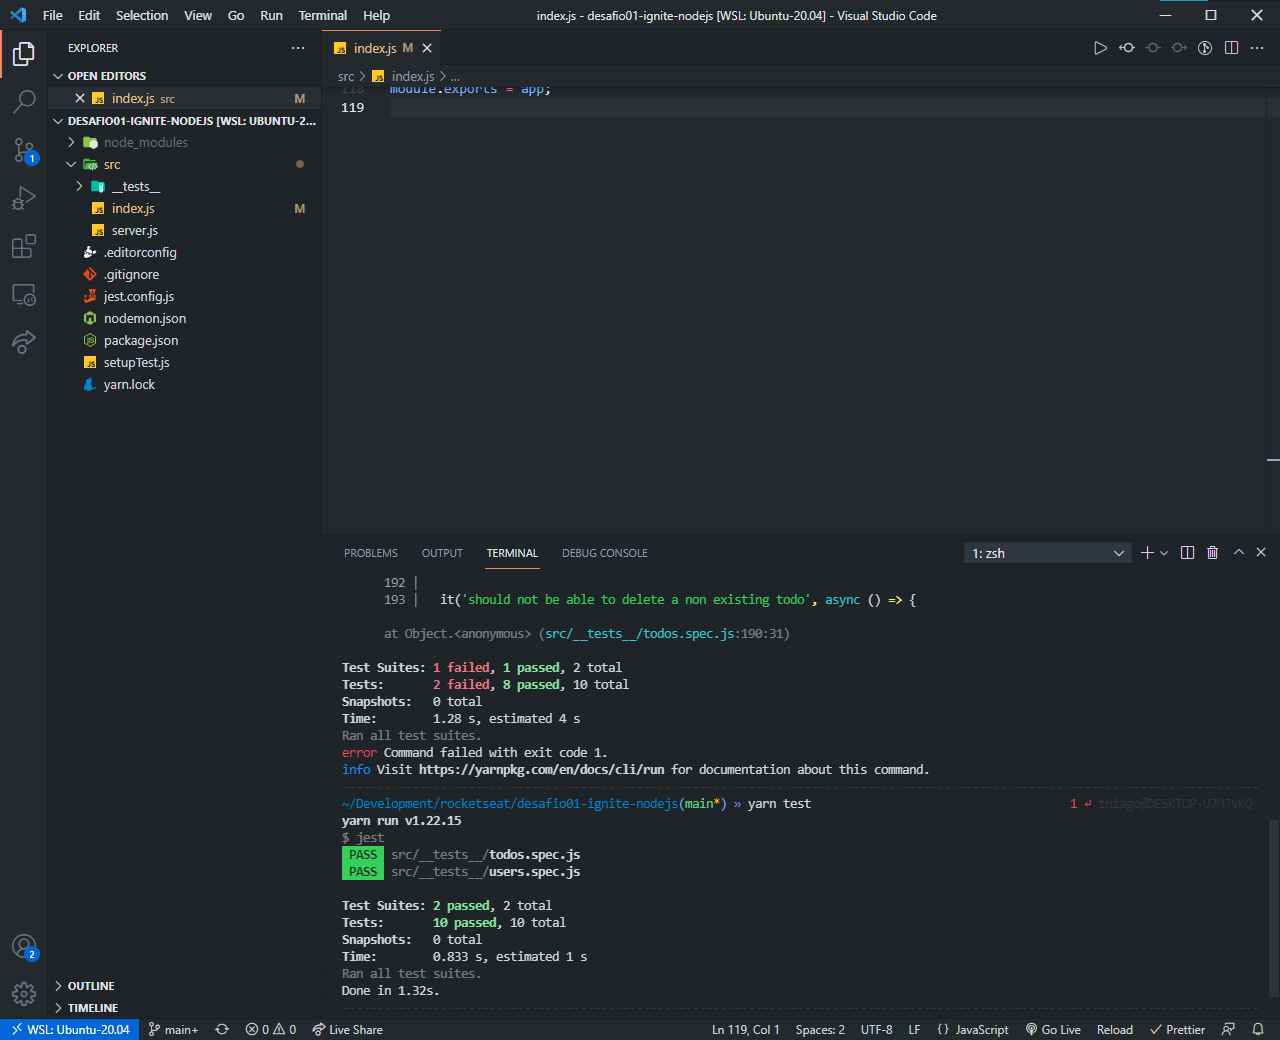 File Edit Selection View Go Run Terminal Help
index.js - desafio01-ignite-nodejs [WSL: Ubuntu-20.04] - Visual Studio Code
EXPLORER
OPEN EDITORS
index.js src M
DESAFIO01-IGNITE-NODEJS [WSL: UBUNTU-2...
node_modules
src
__tests__
index.js M
server.js
.editorconfig
.gitignore
jest.config.js
nodemon.json
package.json
setupTest.js
yarn.lock
OUTLINE
TIMELINE
1
2
index.js M
src > index.js > ...
118 module.exports = app;
119
PROBLEMS OUTPUT TERMINAL DEBUG CONSOLE
1: zsh
192 |
193 | it('should not be able to delete a non existing todo', async () => {
at Object.<anonymous> (src/__tests__/todos.spec.js:190:31)
Test Suites: 1 failed, 1 passed, 2 total
Tests: 2 failed, 8 passed, 10 total
Snapshots: 0 total
Time: 1.28 s, estimated 4 s
Ran all test suites.
error Command failed with exit code 1.
info Visit https://yarnpkg.com/en/docs/cli/run for documentation about this command.
~/Development/rocketseat/desafio01-ignite-nodejs(main*) » yarn test 1 ↵ thiago@DESKTOP-UJMJVKQ
yarn run v1.22.15
$ jest
PASS src/__tests__/todos.spec.js
PASS src/__tests__/users.spec.js
Test Suites: 2 passed, 2 total
Tests: 10 passed, 10 total
Snapshots: 0 total
Time: 0.833 s, estimated 1 s
Ran all test suites.
Done in 1.32s.
WSL: Ubuntu-20.04 main+ 0 0 Live Share Ln 119, Col 1 Spaces: 2 UTF-8 LF {} JavaScript Go Live Reload Prettier